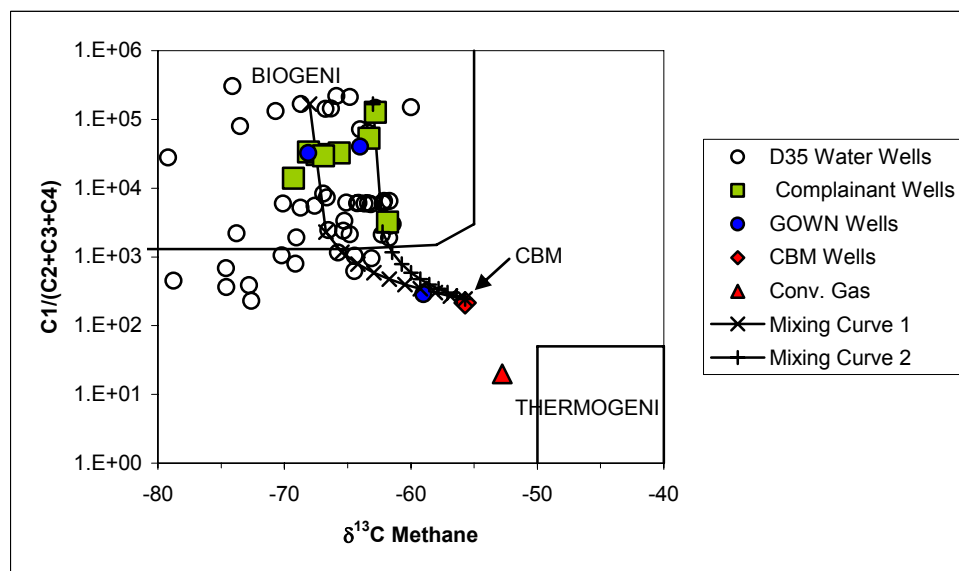 1.E+06
1.E+05
1.E+04
1.E+03
1.E+02
1.E+01
1.E+00
C1/(C2+C3+C4)
BIOGENI
CBM
THERMOGENI
-80 -70 -60 -50 -40
δ¹³C Methane
D35 Water Wells
Complainant Wells
GOWN Wells
CBM Wells
Conv. Gas
Mixing Curve 1
Mixing Curve 2